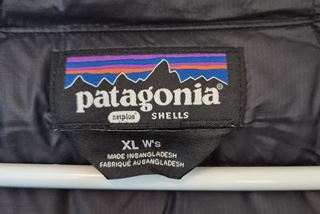 patagonia®
netplus® SHELLS
XL W's
MADE IN BANGLADESH
FABRIQUÉ AU BANGLADESH